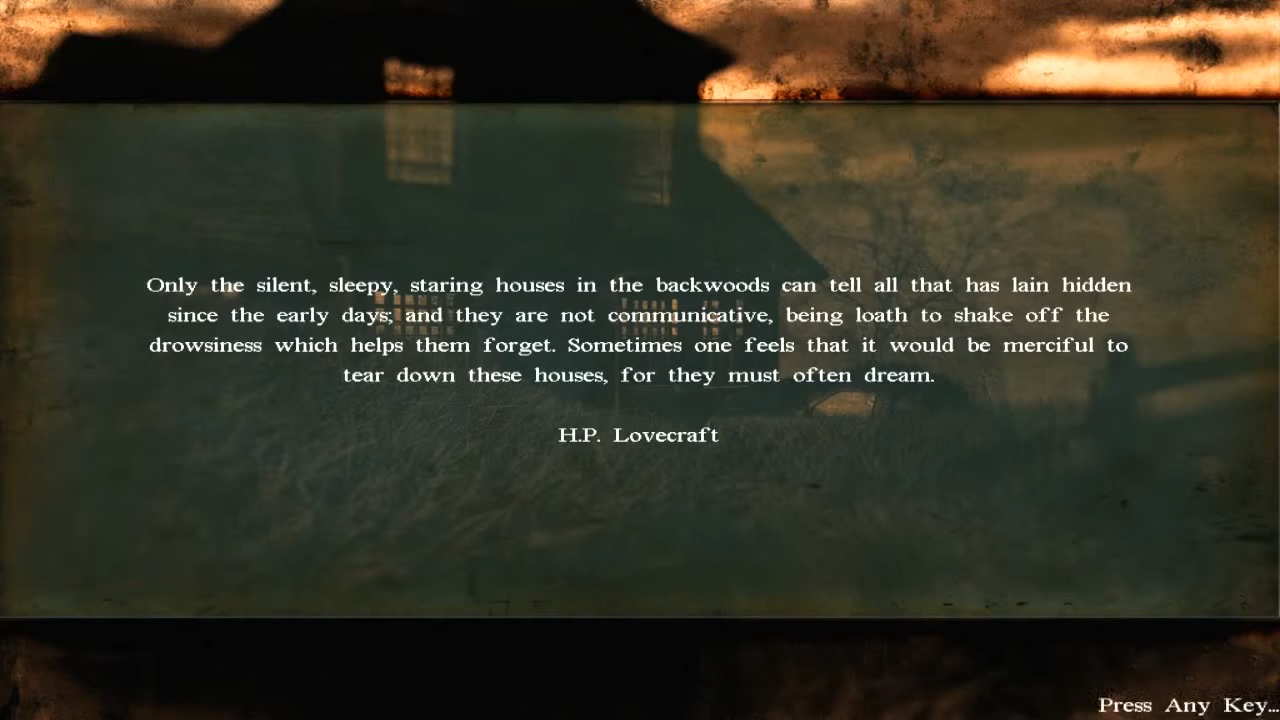 Only the silent, sleepy, staring houses in the backwoods can tell all that has lain hidden
since the early days; and they are not communicative, being loath to shake off the
drowsiness which helps them forget. Sometimes one feels that it would be merciful to
tear down these houses, for they must often dream.
H.P. Lovecraft
Press Any Key...